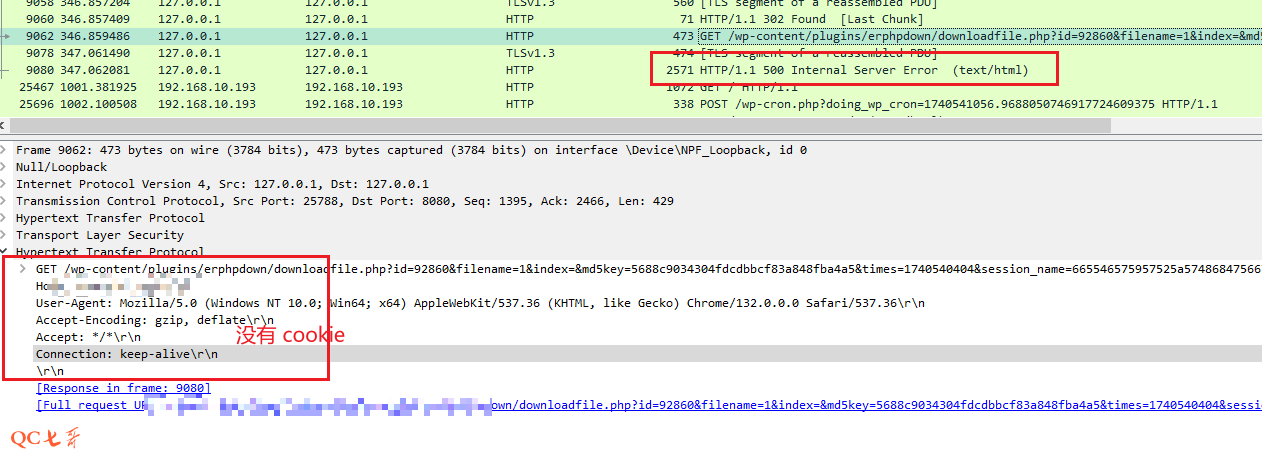 9058 346.857204 127.0.0.1 127.0.0.1 TLSv1.3 560 [TLS segment of a reassembled PDU]
9060 346.857409 127.0.0.1 127.0.0.1 HTTP 71 HTTP/1.1 302 Found [Last Chunk]
9062 346.859486 127.0.0.1 127.0.0.1 HTTP 473 GET /wp-content/plugins/erphpdown/downloadfile.php?id=92860&filename=1&index=&md5
9078 347.061490 127.0.0.1 127.0.0.1 TLSv1.3 474 [TLS segment of a reassembled PDU]
9080 347.062081 127.0.0.1 127.0.0.1 HTTP 2571 HTTP/1.1 500 Internal Server Error (text/html)
25467 1001.381925 192.168.10.193 192.168.10.193 HTTP 1072 GET / HTTP/1.1
25696 1002.100508 192.168.10.193 192.168.10.193 HTTP 338 POST /wp-cron.php?doing_wp_cron=1740541056.9688050746917724609375 HTTP/1.1
Frame 9062: 473 bytes on wire (3784 bits), 473 bytes captured (3784 bits) on interface \Device\NPF_Loopback, id 0
Null/Loopback
Internet Protocol Version 4, Src: 127.0.0.1, Dst: 127.0.0.1
Transmission Control Protocol, Src Port: 25788, Dst Port: 8080, Seq: 1395, Ack: 2466, Len: 429
Hypertext Transfer Protocol
Transport Layer Security
Hypertext Transfer Protocol
GET /wp-content/plugins/erphpdown/downloadfile.php?id=92860&filename=1&index=&md5key=5688c9034304fdcdbbcf83a848fba4a5&times=1740540404&session_name=665546575957525a57486847566
Ho
User-Agent: Mozilla/5.0 (Windows NT 10.0; Win64; x64) AppleWebKit/537.36 (KHTML, like Gecko) Chrome/132.0.0.0 Safari/537.36\r\n
Accept-Encoding: gzip, deflate\r\n
Accept: */*\r\n
没有 cookie
Connection: keep-alive\r\n
\r\n
[Response in frame: 9080]
[Full request UR own/downloadfile.php?id=92860&filename=1&index=&md5key=5688c9034304fdcdbbcf83a848fba4a5&times=1740540404&sessi
QC七哥